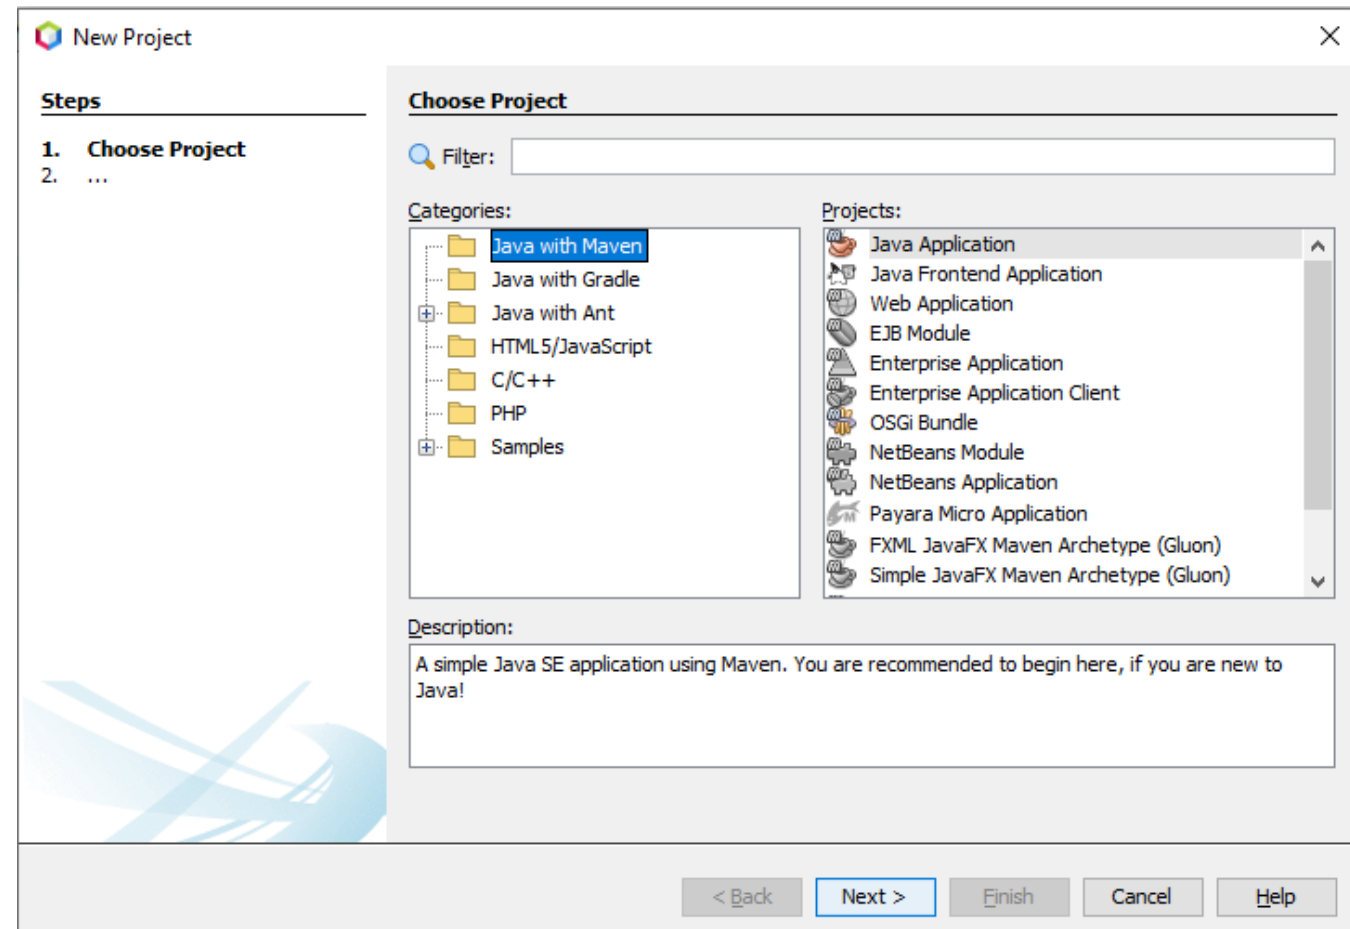 New Project
Steps
1. Choose Project
2. ...
Choose Project
Filter:
Categories:
Java with Maven
Java with Gradle
Java with Ant
HTML5/JavaScript
C/C++
PHP
Samples
Projects:
Java Application
Java Frontend Application
Web Application
EJB Module
Enterprise Application
Enterprise Application Client
OSGi Bundle
NetBeans Module
NetBeans Application
Payara Micro Application
FXML JavaFX Maven Archetype (Gluon)
Simple JavaFX Maven Archetype (Gluon)
Description:
A simple Java SE application using Maven. You are recommended to begin here, if you are new to
Java!
< Back Next > Finish Cancel Help